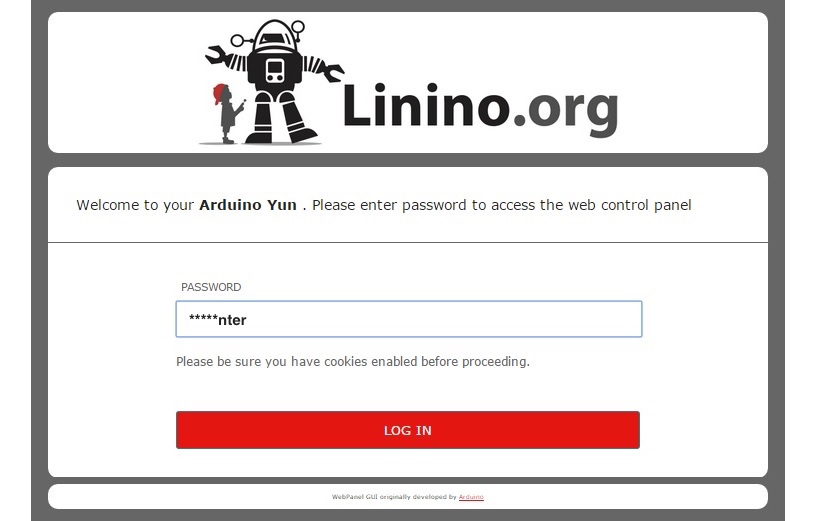 Linino.org
Welcome to your Arduino Yun . Please enter password to access the web control panel
PASSWORD
*****nter
Please be sure you have cookies enabled before proceeding.
LOG IN
WebPanel GUI originally developed by Arduino